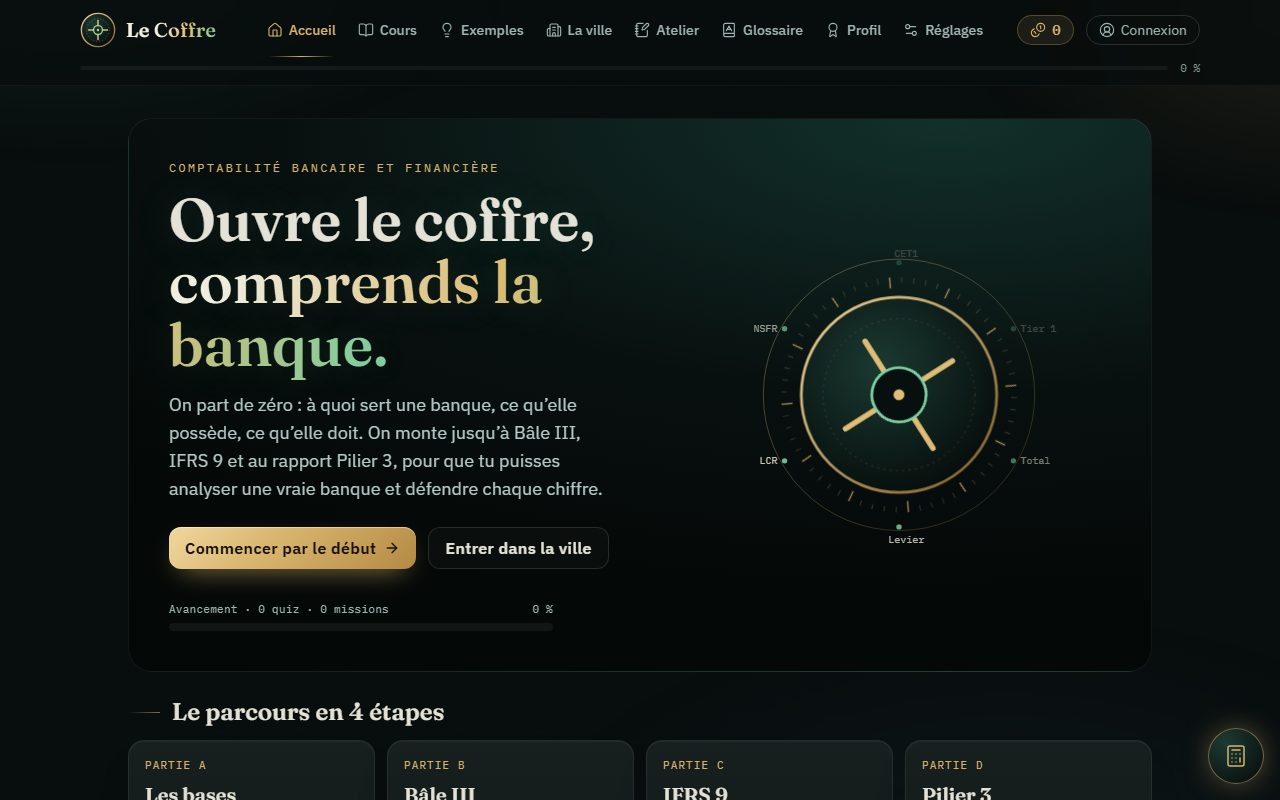 Le Coffre
Accueil
Cours
Exemples
La ville
Atelier
Glossaire
Profil
Réglages
0
Connexion
0 %
COMPTABILITÉ BANCAIRE ET FINANCIÈRE
Ouvre le coffre,
comprends la
banque.
On part de zéro : à quoi sert une banque, ce qu’elle
possède, ce qu’elle doit. On monte jusqu’à Bâle III,
IFRS 9 et au rapport Pilier 3, pour que tu puisses
analyser une vraie banque et défendre chaque chiffre.
Commencer par le début
Entrer dans la ville
Avancement · 0 quiz · 0 missions
0 %
CET1
NSFR
Tier 1
LCR
Total
Levier
Le parcours en 4 étapes
PARTIE A
Les bases
PARTIE B
Bâle III
PARTIE C
IFRS 9
PARTIE D
Pilier 3